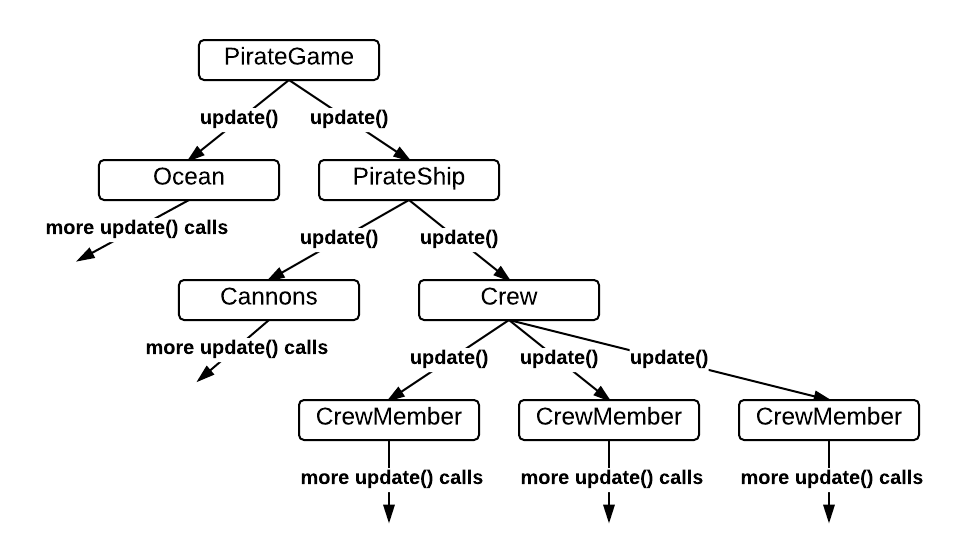 PirateGame
update() update()
Ocean PirateShip
more update() calls
update() update()
Cannons Crew
more update() calls
update() update() update()
CrewMember CrewMember CrewMember
more update() calls more update() calls more update() calls